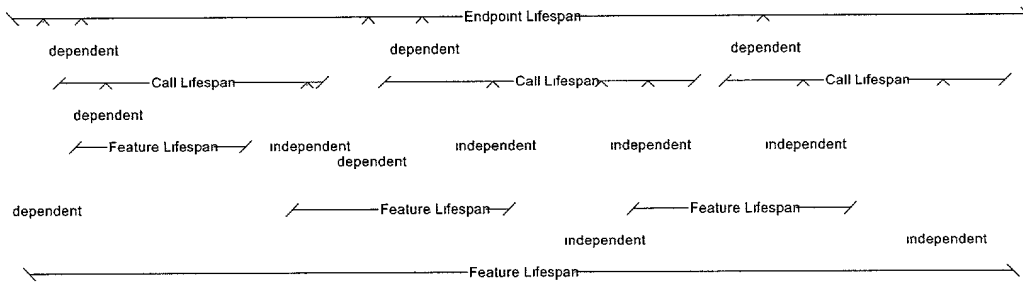 Endpoint Lifespan
dependent dependent dependent
Call Lifespan Call Lifespan Call Lifespan
dependent
Feature Lifespan independent independent independent independent
dependent
dependent Feature Lifespan Feature Lifespan
independent independent
Feature Lifespan